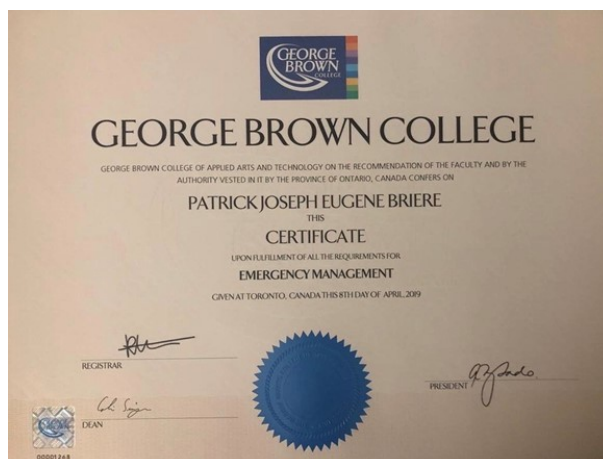 GEORGE
BROWN
COLLEGE
GEORGE BROWN COLLEGE
GEORGE BROWN COLLEGE OF APPLIED ARTS AND TECHNOLOGY ON THE RECOMMENDATION OF THE FACULTY AND BY THE
AUTHORITY VESTED IN IT BY THE PROVINCE OF ONTARIO, CANADA CONFERS ON
PATRICK JOSEPH EUGENE BRIERE
THIS
CERTIFICATE
UPON FULFILLMENT OF ALL THE REQUIREMENTS FOR
EMERGENCY MANAGEMENT
GIVEN AT TORONTO, CANADA THIS 8TH DAY OF APRIL, 2019
REGISTRAR
PRESIDENT
DEAN
00001268